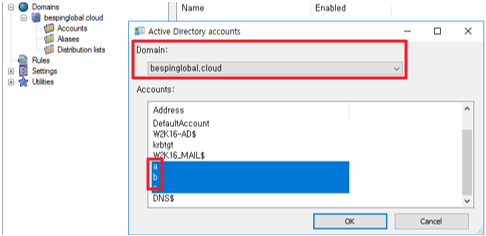 Domains
bespinglobal.cloud
Accounts
Aliases
Distribution lists
Rules
Settings
Utilities
Name Enabled
Active Directory accounts
Domain:
bespinglobal.cloud
Accounts:
Address
DefaultAccount
W2K16-AD$
krbtgt
W2K16_MAIL$
a
b
DNS$
OK Cancel